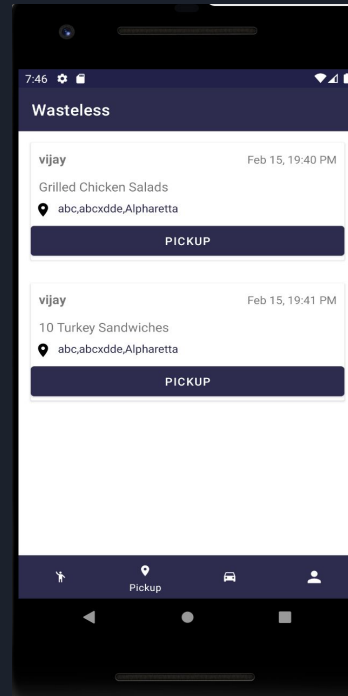 7:46
Wasteless
vijay Feb 15, 19:40 PM
Grilled Chicken Salads
abc,abcxdde,Alpharetta
PICKUP
vijay Feb 15, 19:41 PM
10 Turkey Sandwiches
abc,abcxdde,Alpharetta
PICKUP
Pickup